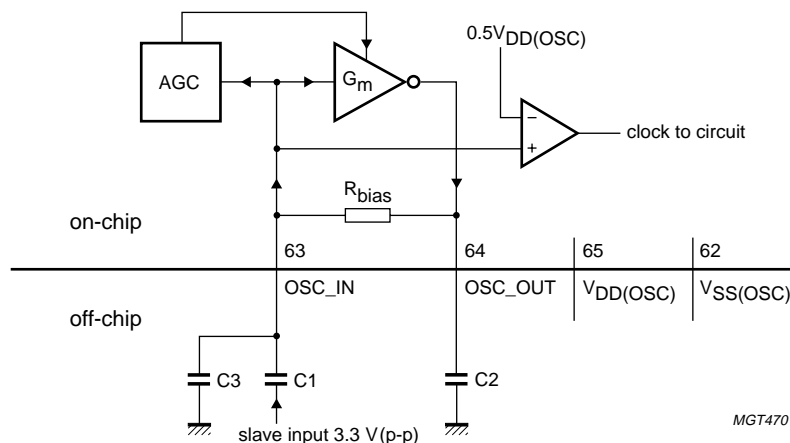 0.5VDD(OSC)
AGC
Gm
−
+
clock to circuit
Rbias
on-chip
63
64
65
62
OSC_IN
OSC_OUT
VDD(OSC)
VSS(OSC)
off-chip
C3
C1
C2
slave input 3.3 V(p-p)
MGT470